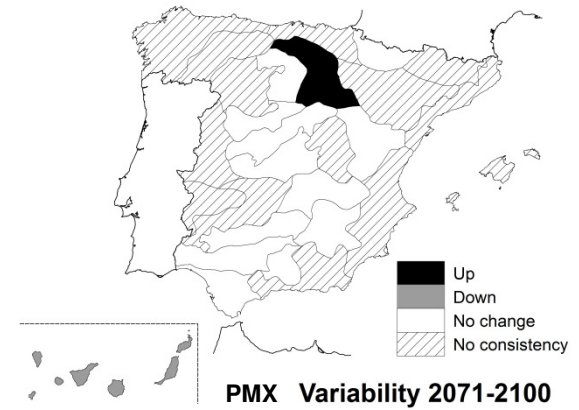 Up
Down
No change
No consistency
PMX Variability 2071-2100